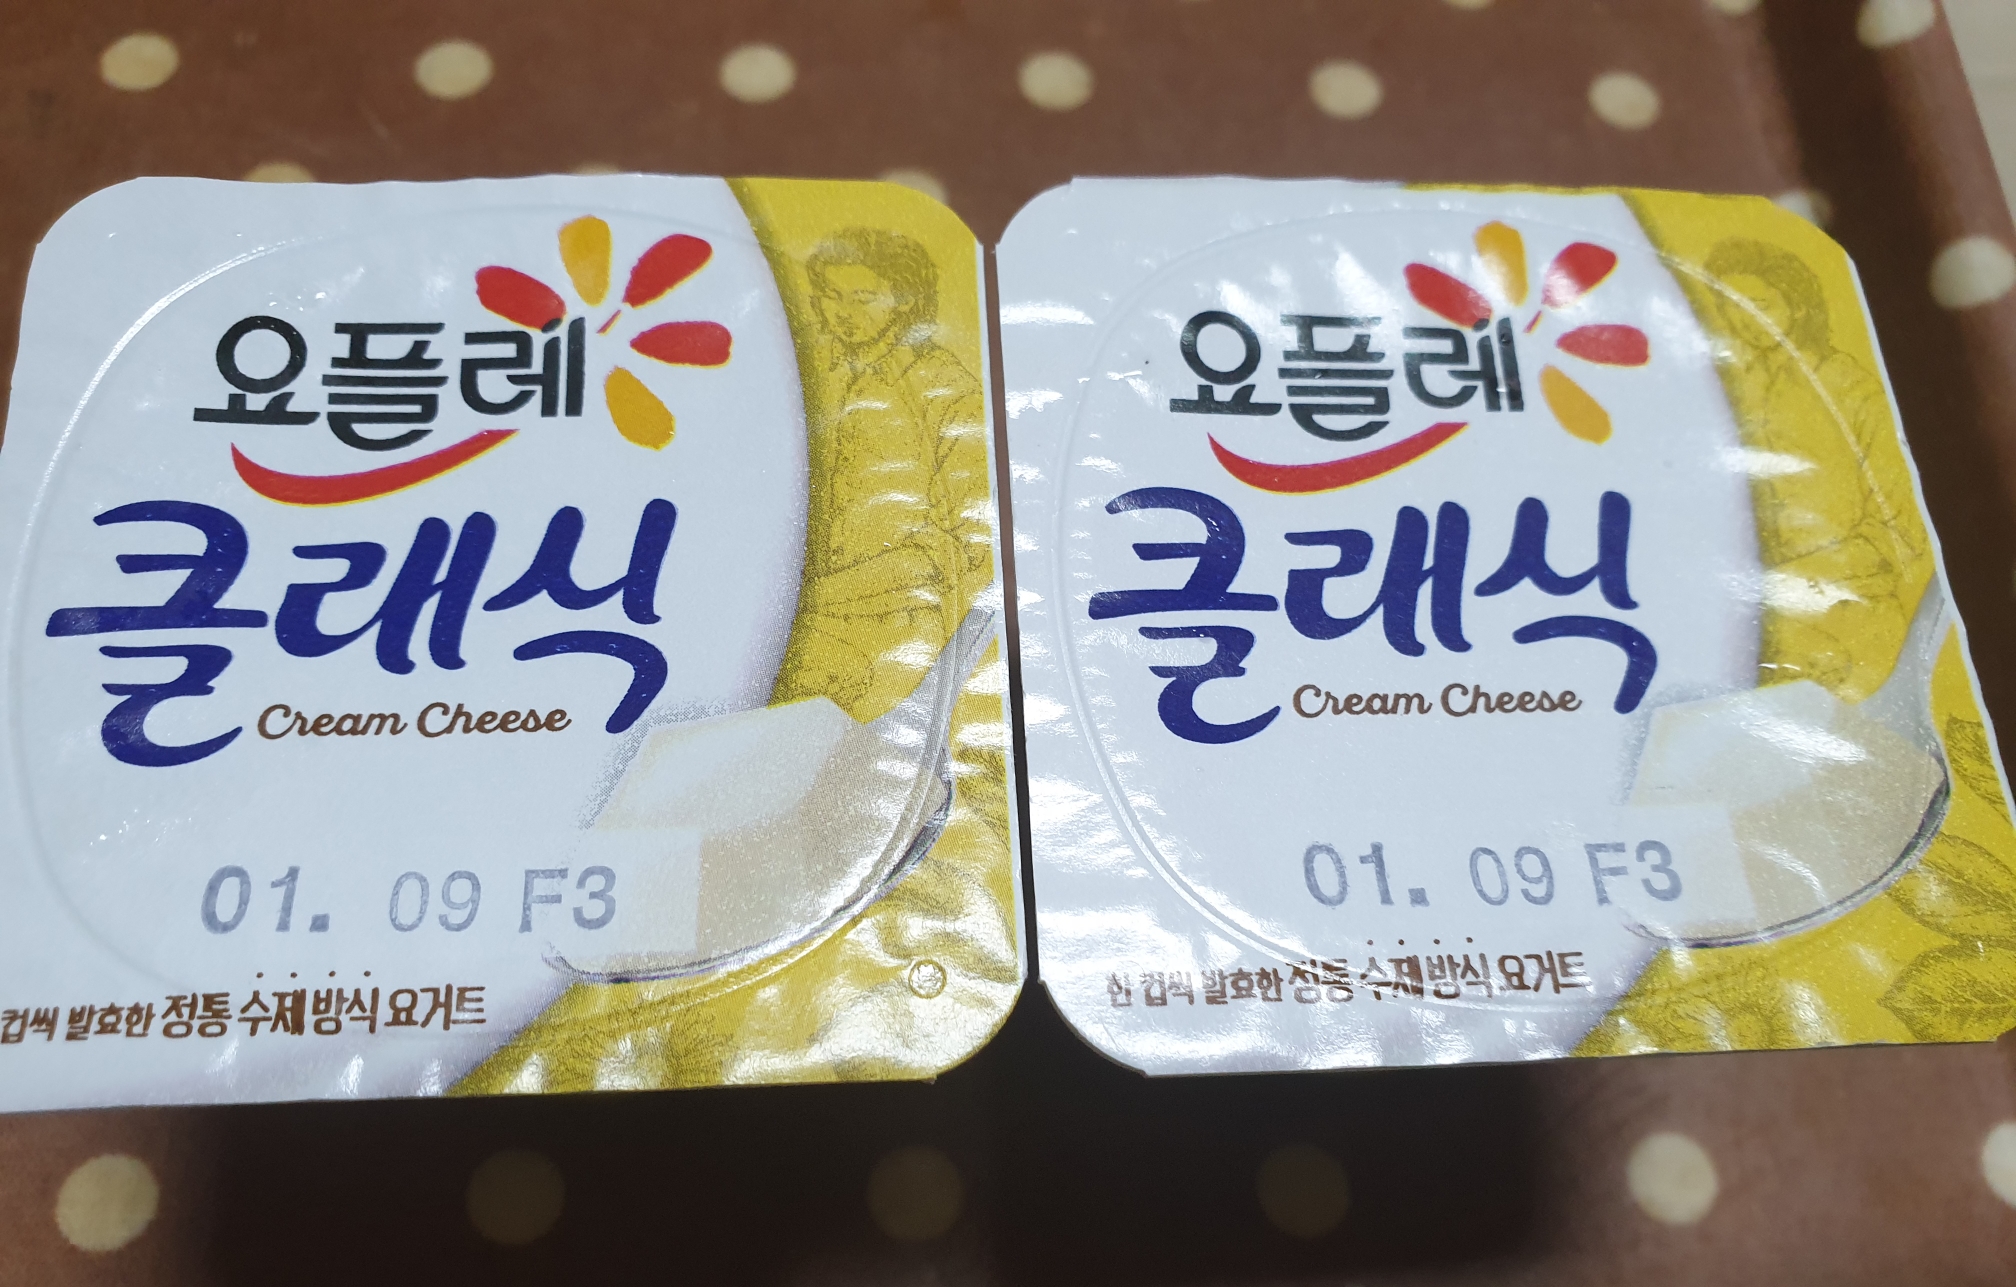 요플레
클래식
Cream Cheese
01. 09 F3
컵씩 발효한 정통 수제 방식 요거트
요플레
클래식
Cream Cheese
01. 09 F3
한 컵씩 발효한 정통 수제 방식 요거트